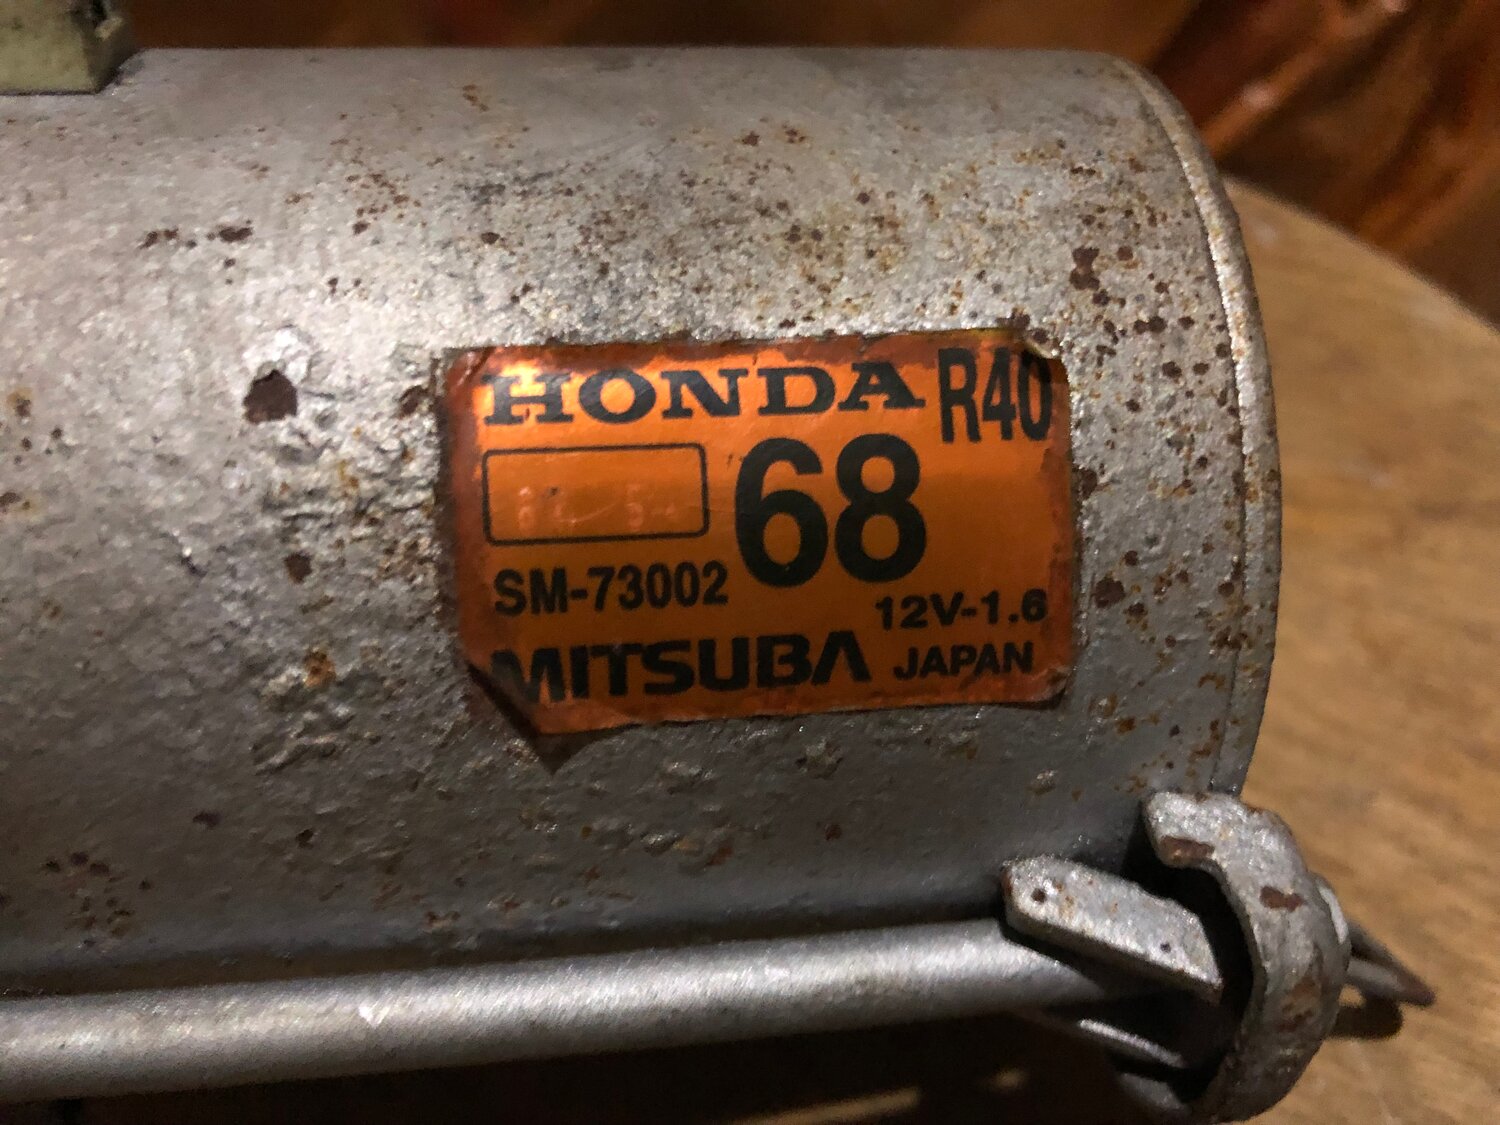 HONDA R40
68
SM-73002
12V-1.6
MITSUBA JAPAN